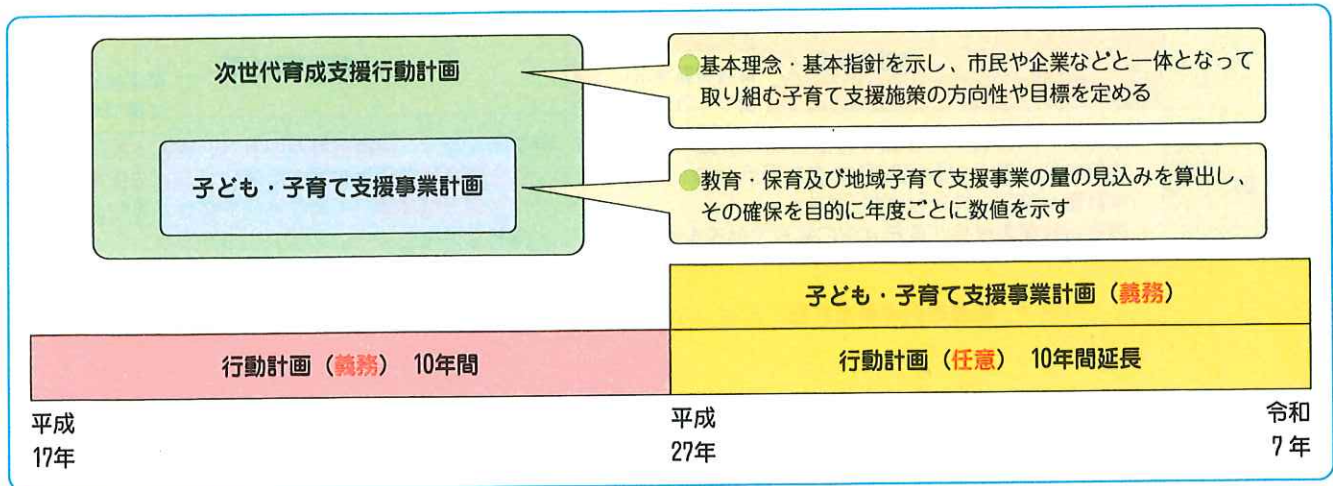 次世代育成支援行動計画
●基本理念・基本指針を示し、市民や企業などと一体となって
取り組む子育て支援施策の方向性や目標を定める
子ども・子育て支援事業計画
●教育・保育及び地域子育て支援事業の量の見込みを算出し、
その確保を目的に年度ごとに数値を示す
子ども・子育て支援事業計画（義務）
行動計画（義務） 10年間
行動計画（任意） 10年間延長
平成
17年
平成
27年
令和
7年